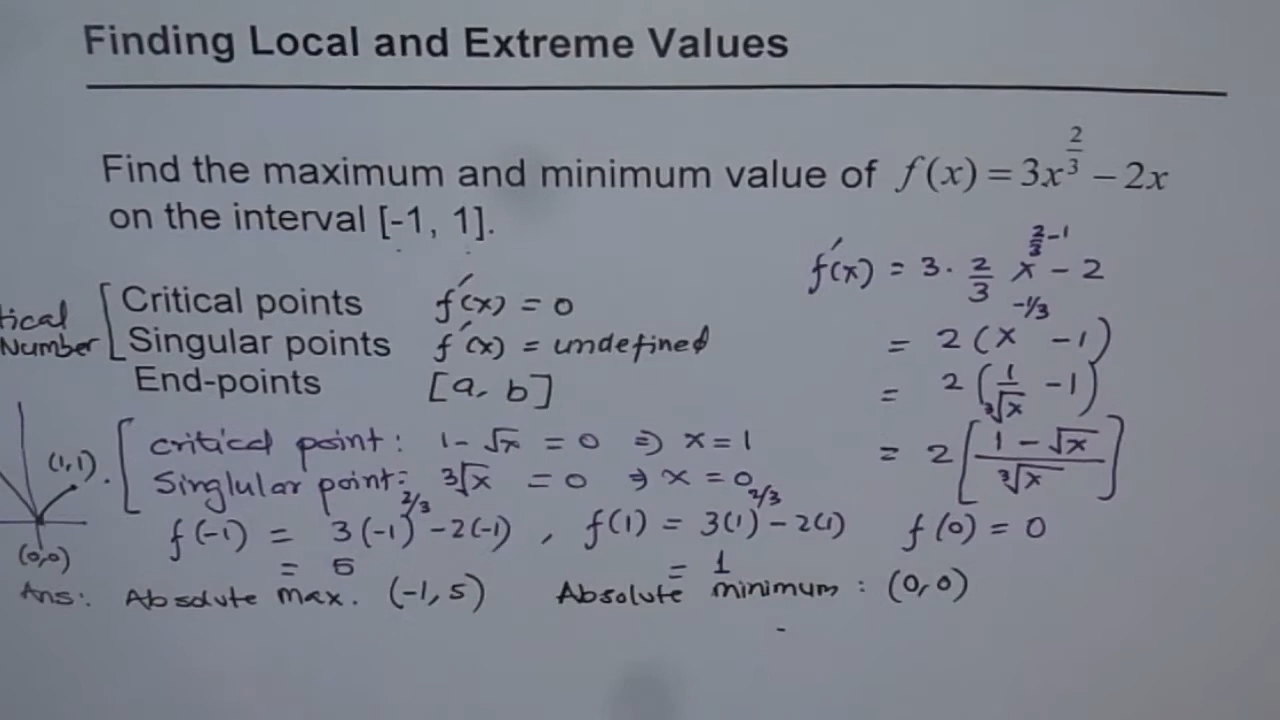 Finding Local and Extreme Values
Find the maximum and minimum value of f(x) = 3x^{2/3} − 2x
on the interval [-1, 1].
f'(x) = 3 · 2/3 x^{2/3 - 1} - 2
= 2(x^{-1/3} - 1)
= 2(1/∛x - 1)
= 2[(1 - √x)/∛x]
Critical points f'(x) = 0
Singular points f'(x) = undefined
End-points [a, b]
tical
Number
critical point: 1 - √x = 0 ⇒ x = 1
Singlular point: ∛x = 0 ⇒ x = 0
(1,1).
(0,0)
f(-1) = 3(-1)^{2/3} - 2(-1) , f(1) = 3(1)^{2/3} - 2(1) f(0) = 0
= 5 = 1
Ans: Absolute max. (-1, 5) Absolute minimum : (0, 0)